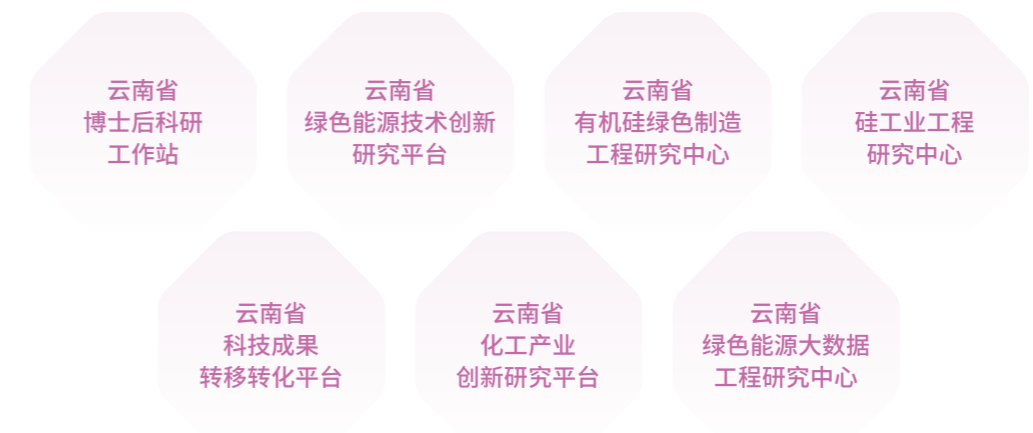 云南省
博士后科研
工作站
云南省
绿色能源技术创新
研究平台
云南省
有机硅绿色制造
工程研究中心
云南省
硅工业工程
研究中心
云南省
科技成果
转移转化平台
云南省
化工产业
创新研究平台
云南省
绿色能源大数据
工程研究中心